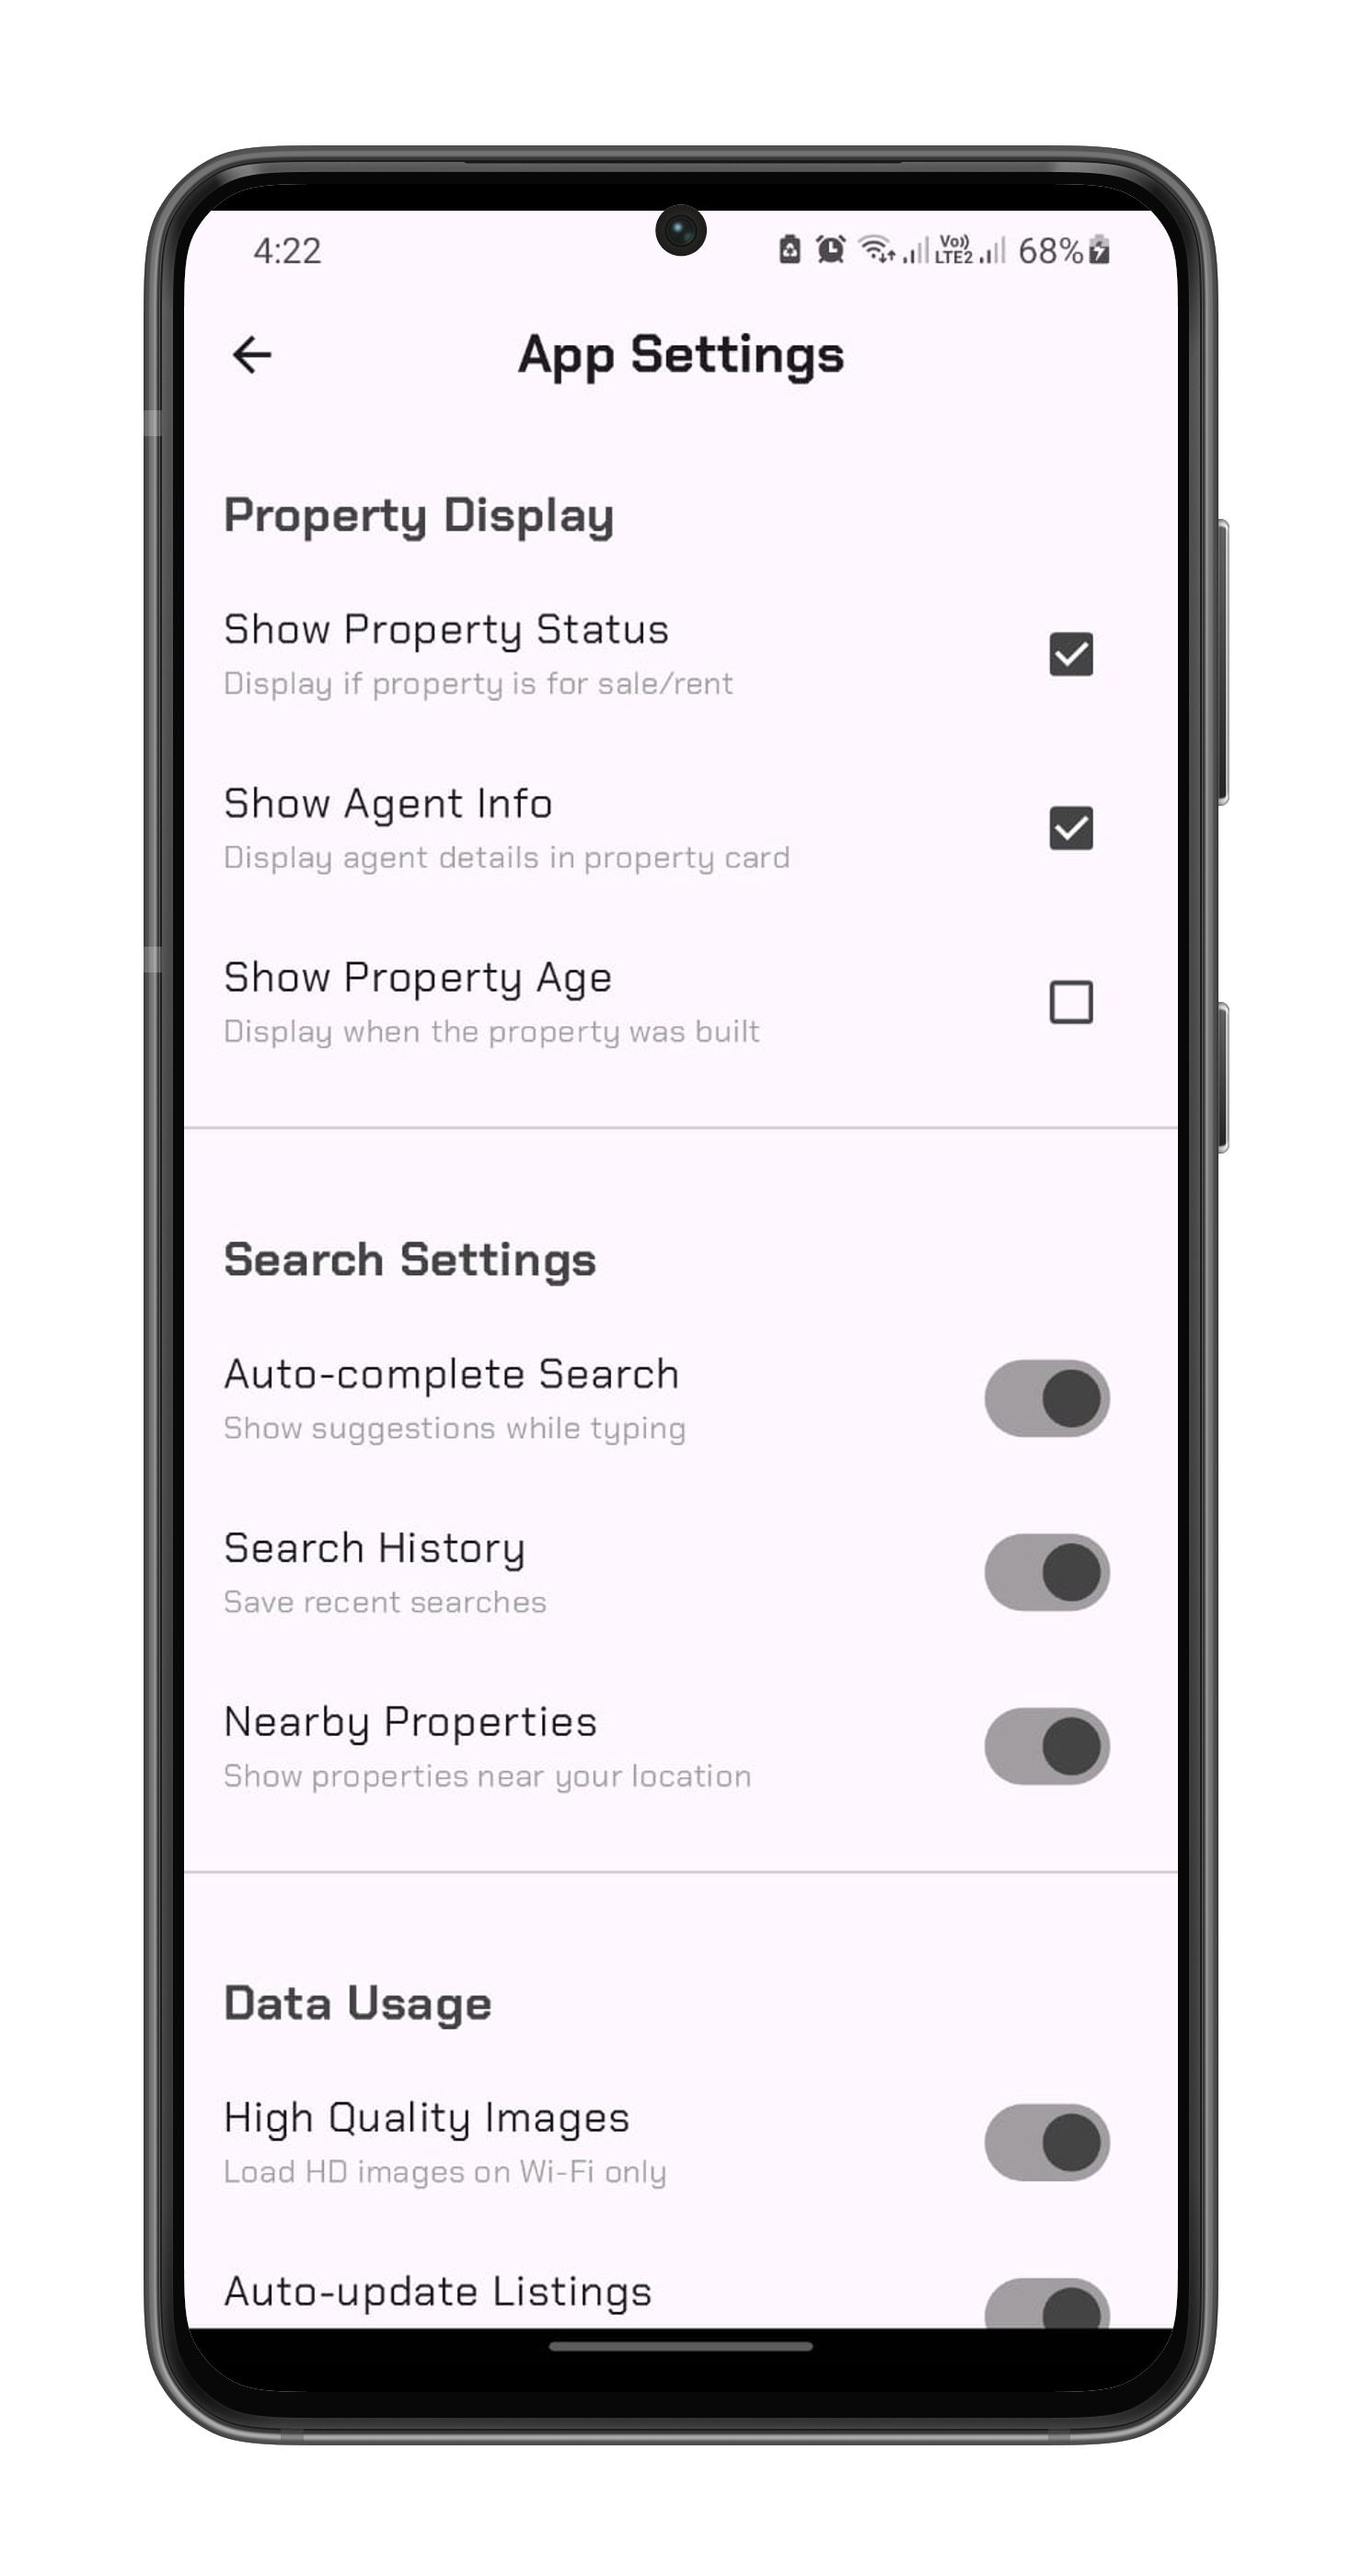 4:22 Vo)) LTE2 68%
App Settings
Property Display
Show Property Status
Display if property is for sale/rent
Show Agent Info
Display agent details in property card
Show Property Age
Display when the property was built
Search Settings
Auto-complete Search
Show suggestions while typing
Search History
Save recent searches
Nearby Properties
Show properties near your location
Data Usage
High Quality Images
Load HD images on Wi-Fi only
Auto-update Listings